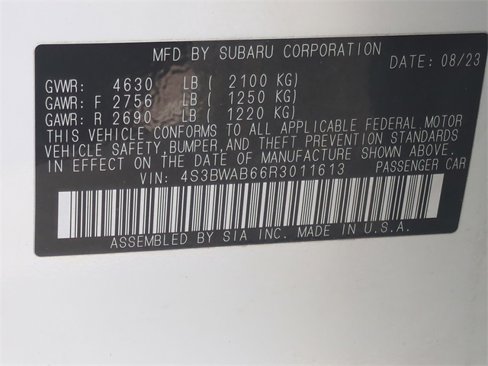 MFD BY SUBARU CORPORATION
DATE: 08/23
GVWR: 4630 LB ( 2100 KG)
GAWR: F 2756 LB ( 1250 KG)
GAWR: R 2690 LB ( 1220 KG)
THIS VEHICLE CONFORMS TO ALL APPLICABLE FEDERAL MOTOR
VEHICLE SAFETY, BUMPER, AND THEFT PREVENTION STANDARDS
IN EFFECT ON THE DATE OF MANUFACTURE SHOWN ABOVE.
VIN: 4S3BWAB66R3011613 PASSENGER CAR
ASSEMBLED BY SIA INC. MADE IN U.S.A.